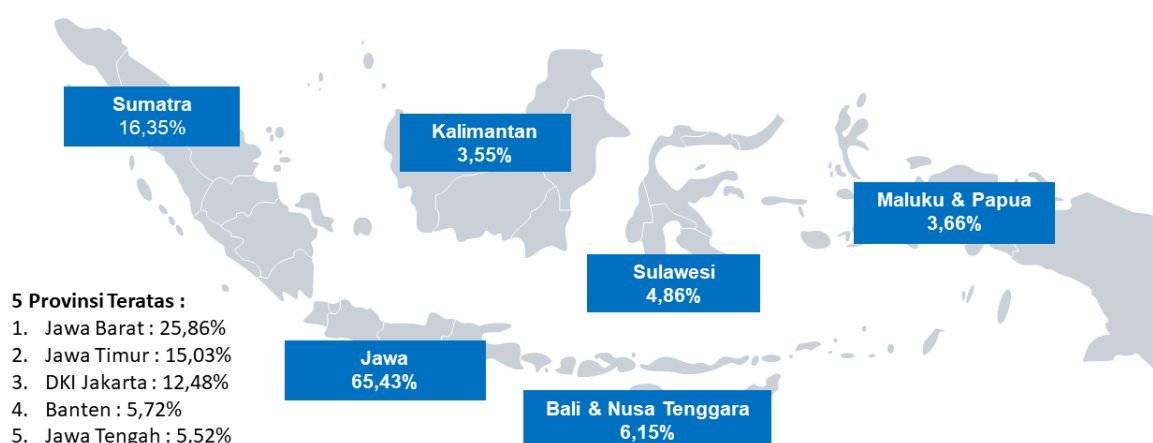 Sumatra
16,35%
Kalimantan
3,55%
Maluku & Papua
3,66%
Sulawesi
4,86%
Jawa
65,43%
Bali & Nusa Tenggara
6,15%
5 Provinsi Teratas :
1. Jawa Barat : 25,86%
2. Jawa Timur : 15,03%
3. DKI Jakarta : 12,48%
4. Banten : 5,72%
5. Jawa Tengah : 5,52%